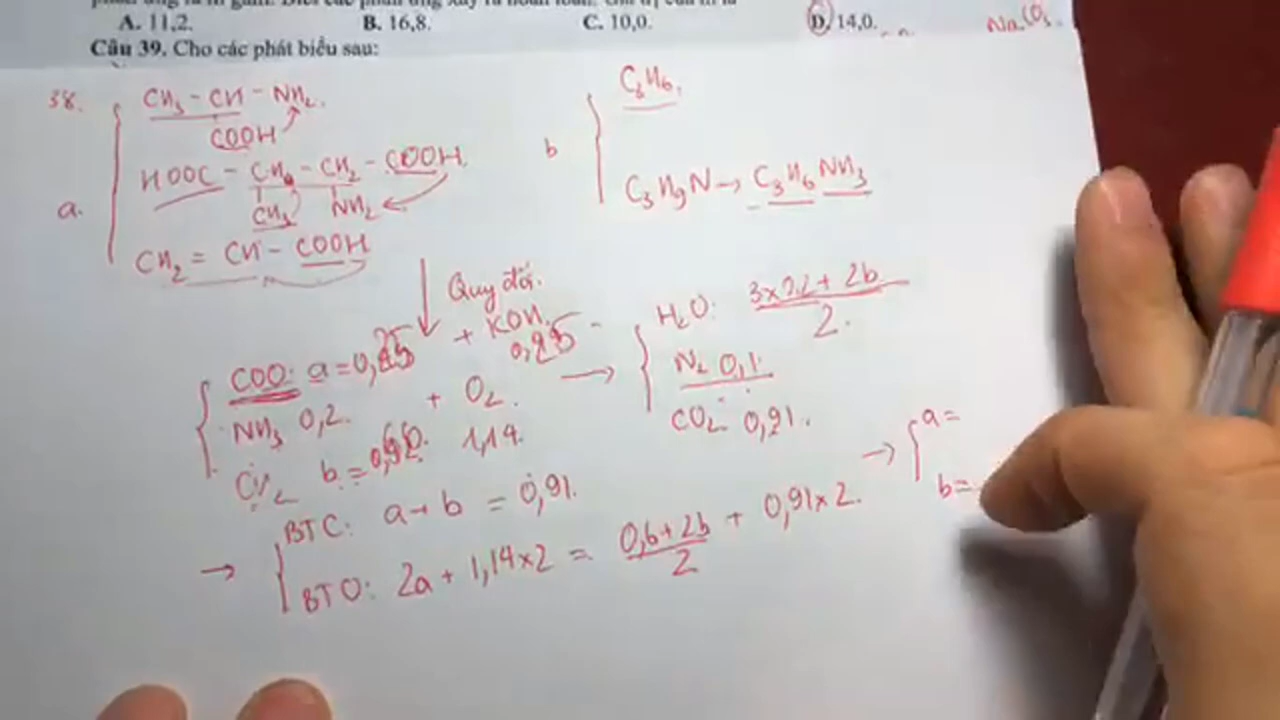 A. 11,2. B. 16,8. C. 10,0. D. 14,0.
Na₂CO₃
Câu 39. Cho các phát biểu sau:
38.
CH₃ - CH - NH₂.
COOH
HOOC - CH - CH₂ - COOH
CH₃ NH₂
CH₂ = CH - COOH
a.
b
C₃H₆.
C₃H₉N → C₃H₆ NH₃
Quy đổi.
COO: a = 0,25 + KOH 0,25
NH₃ 0,2. + O₂
CH₂ b = 0,66. 1,14.
H₂O: 3x0,2 + 2b / 2.
N₂ 0,1.
CO₂ 0,91.
BTC: a + b = 0,91.
BTO: 2a + 1,14x2 = 0,6+2b / 2 + 0,91x2.
→ a =
b =